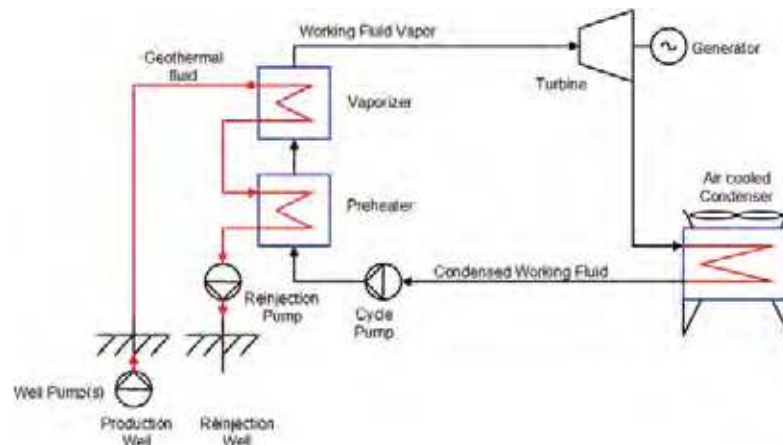 Working Fluid Vapor
Geothermal
fluid
Vaporizer
Turbine
Generator
Air cooled
Condenser
Preheater
Condensed Working Fluid
Reinjection
Pump
Cycle
Pump
Well Pump(s)
Production
Well
Reinjection
Well